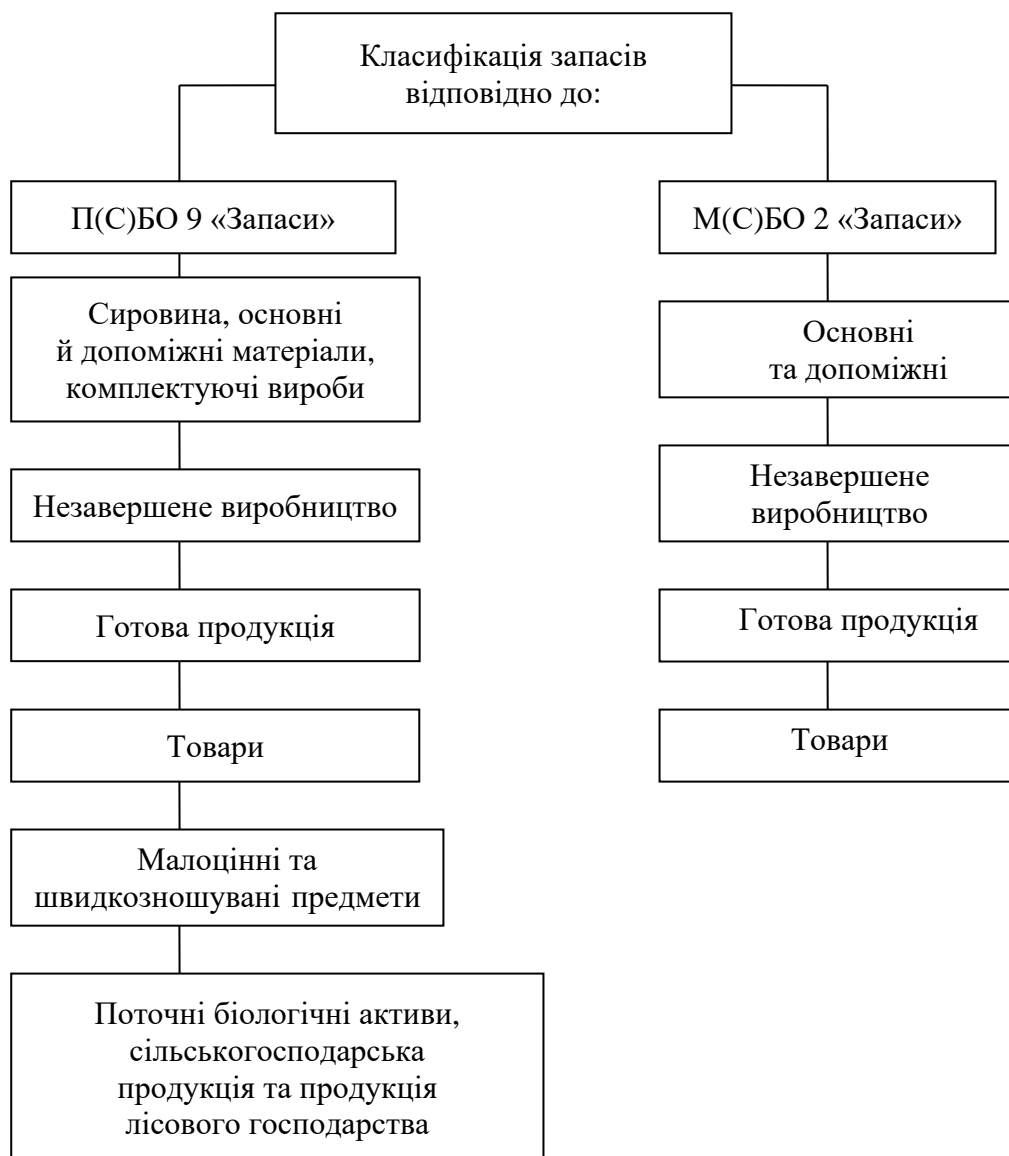 Класифікація запасів
відповідно до:
П(С)БО 9 «Запаси»
Сировина, основні
й допоміжні матеріали,
комплектуючі вироби
Незавершене виробництво
Готова продукція
Товари
Малоцінні та
швидкозношувані предмети
Поточні біологічні активи,
сільськогосподарська
продукція та продукція
лісового господарства
М(С)БО 2 «Запаси»
Основні
та допоміжні
Незавершене
виробництво
Готова продукція
Товари